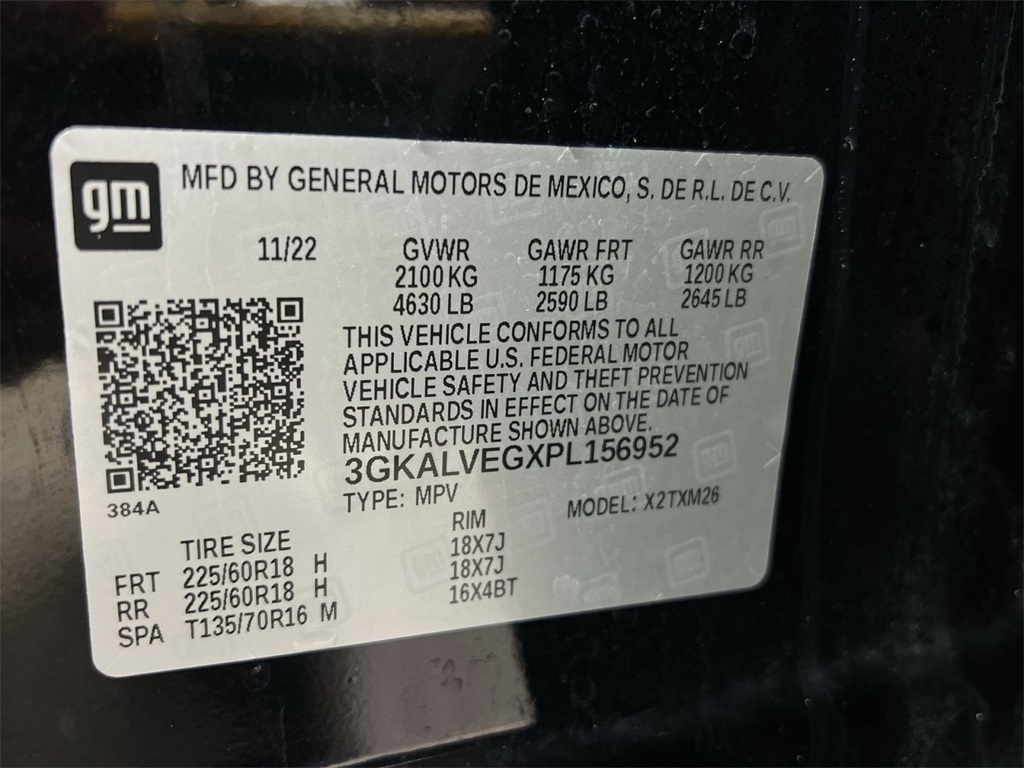 gm
MFD BY GENERAL MOTORS DE MEXICO, S. DE R.L. DE C.V.
11/22 GVWR GAWR FRT GAWR RR
2100 KG 1175 KG 1200 KG
4630 LB 2590 LB 2645 LB
THIS VEHICLE CONFORMS TO ALL
APPLICABLE U.S. FEDERAL MOTOR
VEHICLE SAFETY AND THEFT PREVENTION
STANDARDS IN EFFECT ON THE DATE OF
MANUFACTURE SHOWN ABOVE.
3GKALVEGXPL156952
384A
TYPE: MPV MODEL: X2TXM26
TIRE SIZE RIM
FRT 225/60R18 H 18X7J
RR 225/60R18 H 18X7J
SPA T135/70R16 M 16X4BT